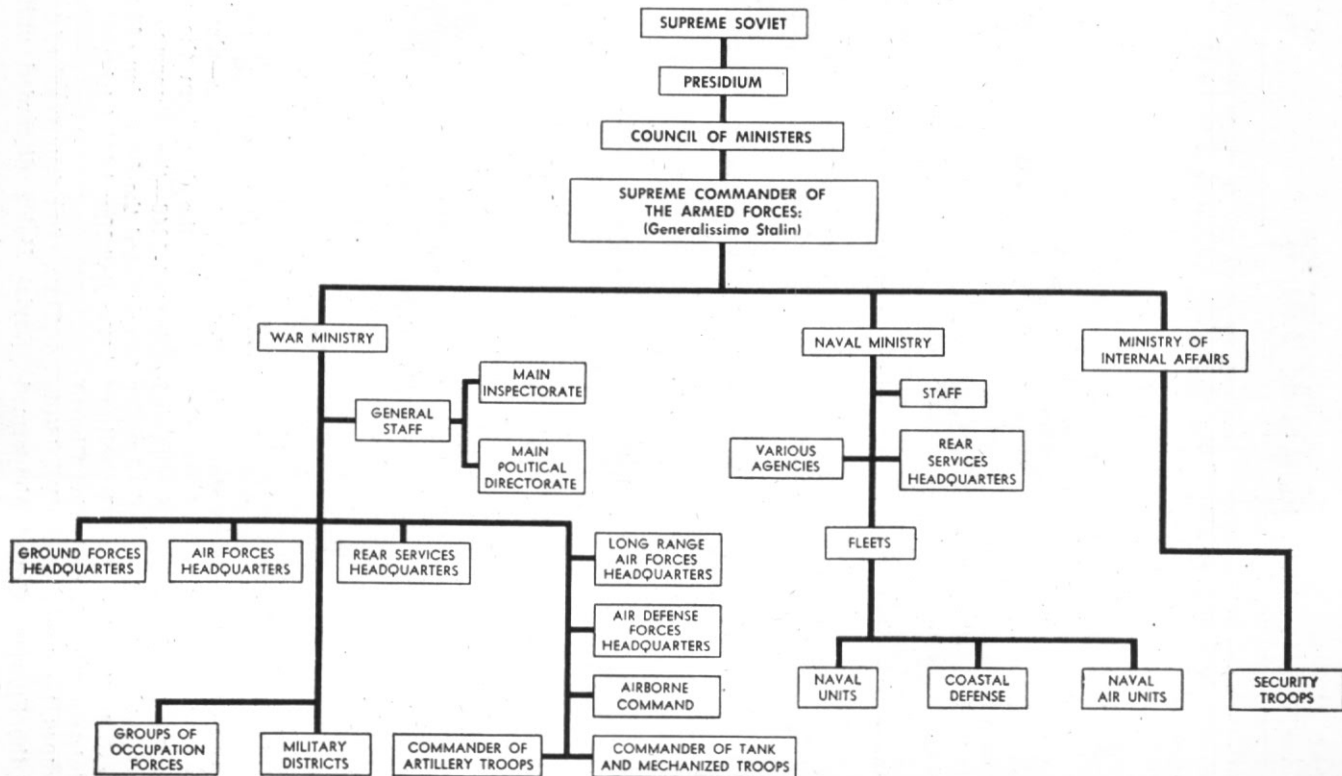 SUPREME SOVIET
PRESIDIUM
COUNCIL OF MINISTERS
SUPREME COMMANDER OF
THE ARMED FORCES:
(Generalissimo Stalin)
WAR MINISTRY
NAVAL MINISTRY
MINISTRY OF
INTERNAL AFFAIRS
MAIN
INSPECTORATE
GENERAL
STAFF
MAIN
POLITICAL
DIRECTORATE
STAFF
VARIOUS
AGENCIES
REAR
SERVICES
HEADQUARTERS
GROUND FORCES
HEADQUARTERS
AIR FORCES
HEADQUARTERS
REAR SERVICES
HEADQUARTERS
LONG RANGE
AIR FORCES
HEADQUARTERS
FLEETS
AIR DEFENSE
FORCES
HEADQUARTERS
AIRBORNE
COMMAND
NAVAL
UNITS
COASTAL
DEFENSE
NAVAL
AIR UNITS
SECURITY
TROOPS
GROUPS OF
OCCUPATION
FORCES
MILITARY
DISTRICTS
COMMANDER OF
ARTILLERY TROOPS
COMMANDER OF TANK
AND MECHANIZED TROOPS